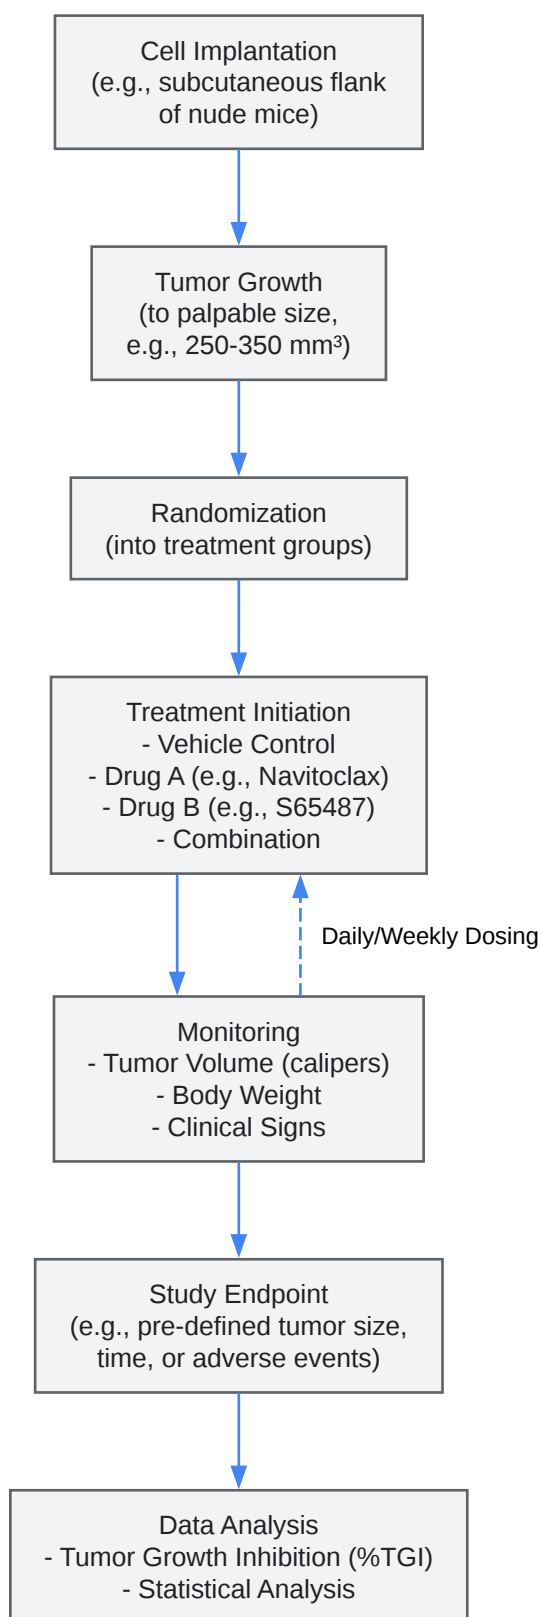 Cell Implantation
(e.g., subcutaneous flank
of nude mice)
Tumor Growth
(to palpable size,
e.g., 250-350 mm³)
Randomization
(into treatment groups)
Treatment Initiation
- Vehicle Control
- Drug A (e.g., Navitoclax)
- Drug B (e.g., S65487)
- Combination
Daily/Weekly Dosing
Monitoring
- Tumor Volume (calipers)
- Body Weight
- Clinical Signs
Study Endpoint
(e.g., pre-defined tumor size,
time, or adverse events)
Data Analysis
- Tumor Growth Inhibition (%TGI)
- Statistical Analysis